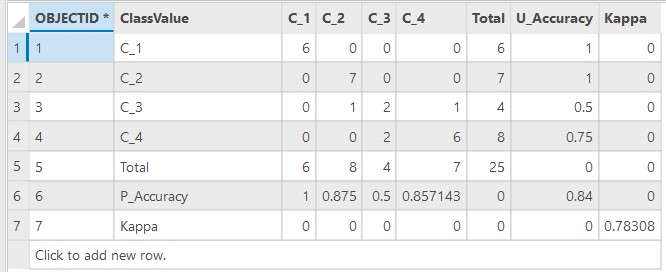 OBJECTID * ClassValue C_1 C_2 C_3 C_4 Total U_Accuracy Kappa
1 1 C_1 6 0 0 0 6 1 0
2 2 C_2 0 7 0 0 7 1 0
3 3 C_3 0 1 2 1 4 0.5 0
4 4 C_4 0 0 2 6 8 0.75 0
5 5 Total 6 8 4 7 25 0 0
6 6 P_Accuracy 1 0.875 0.5 0.857143 0 0.84 0
7 7 Kappa 0 0 0 0 0 0 0.78308
Click to add new row.